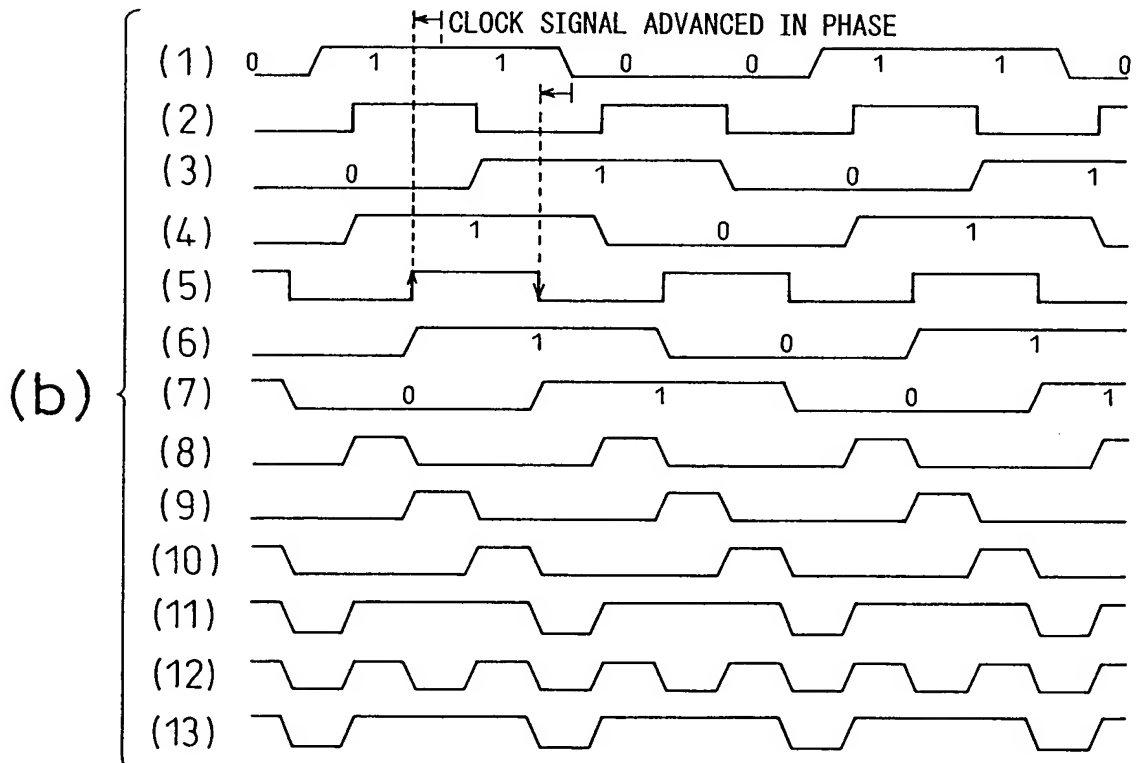 CLOCK SIGNAL ADVANCED IN PHASE
(1) 0 1 1 0 0 1 1 0
(2)
(3) 0 1 0 1
(4) 1 0 1
(5)
(6) 1 0 1
(b)
(7) 0 1 0 1
(8)
(9)
(10)
(11)
(12)
(13)